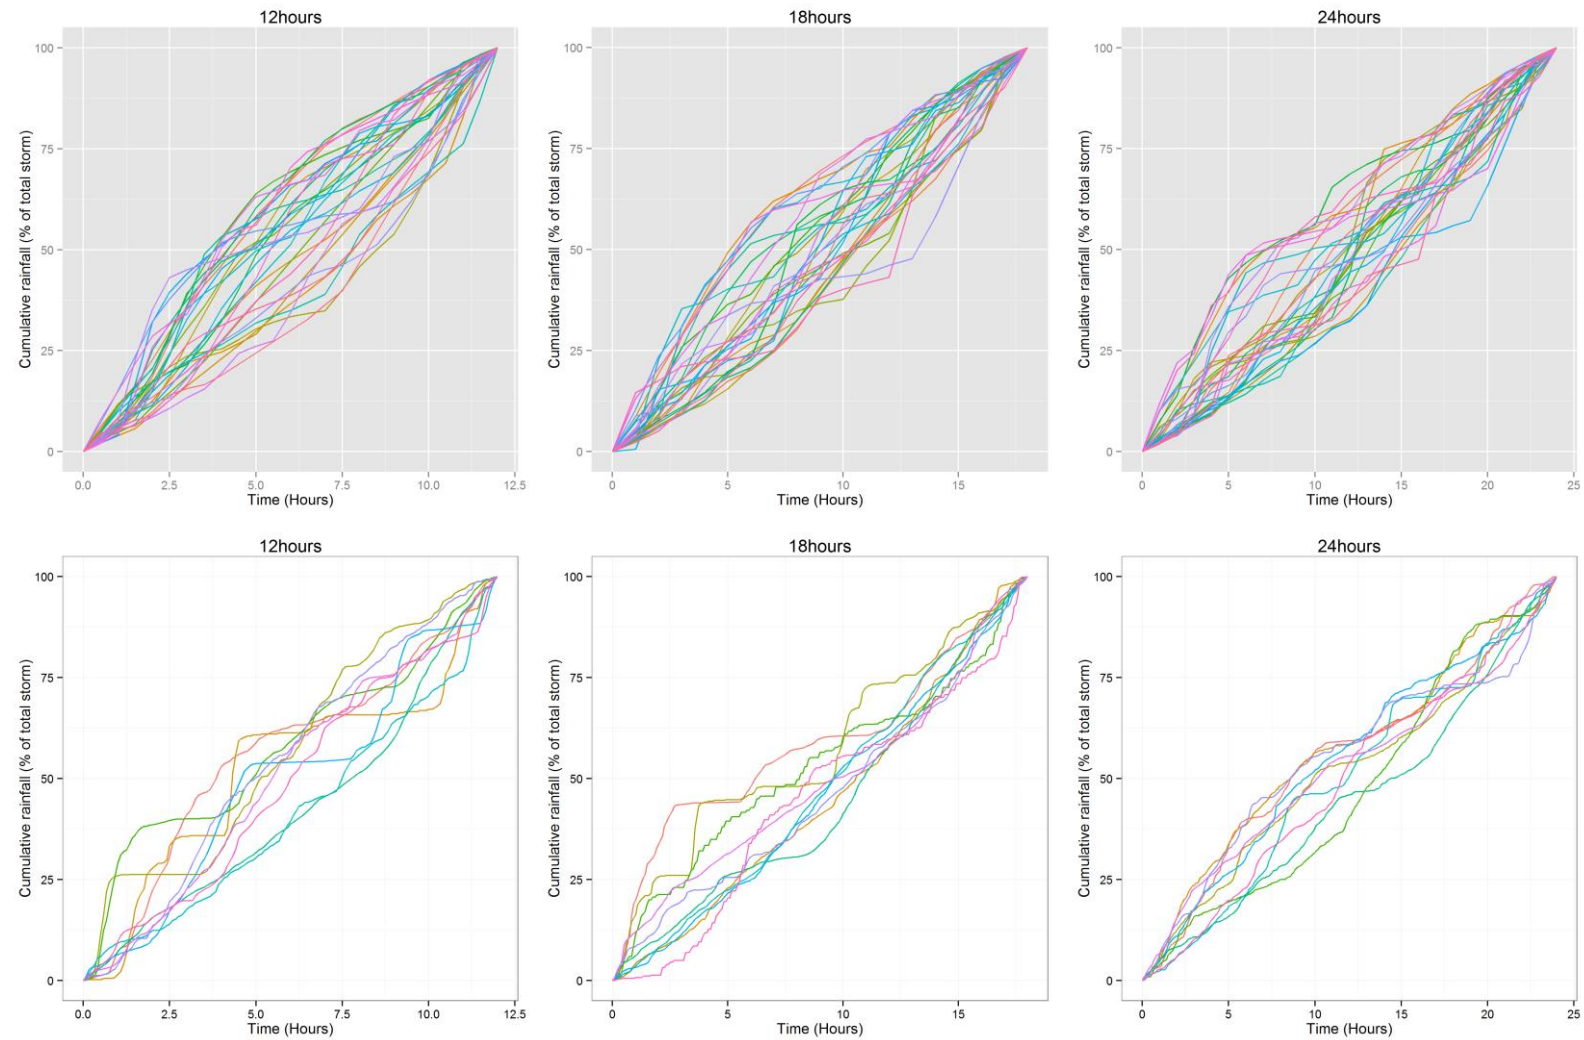 12hours 18hours 24hours
Cumulative rainfall (% of total storm)
100
75
50
25
0
0.0 2.5 5.0 7.5 10.0 12.5
Time (Hours)
Cumulative rainfall (% of total storm)
100
75
50
25
0
0 5 10 15
Time (Hours)
Cumulative rainfall (% of total storm)
100
75
50
25
0
0 5 10 15 20 25
Time (Hours)
12hours 18hours 24hours
Cumulative rainfall (% of total storm)
100
75
50
25
0
0.0 2.5 5.0 7.5 10.0 12.5
Time (Hours)
Cumulative rainfall (% of total storm)
100
75
50
25
0
0 5 10 15
Time (Hours)
Cumulative rainfall (% of total storm)
100
75
50
25
0
0 5 10 15 20 25
Time (Hours)